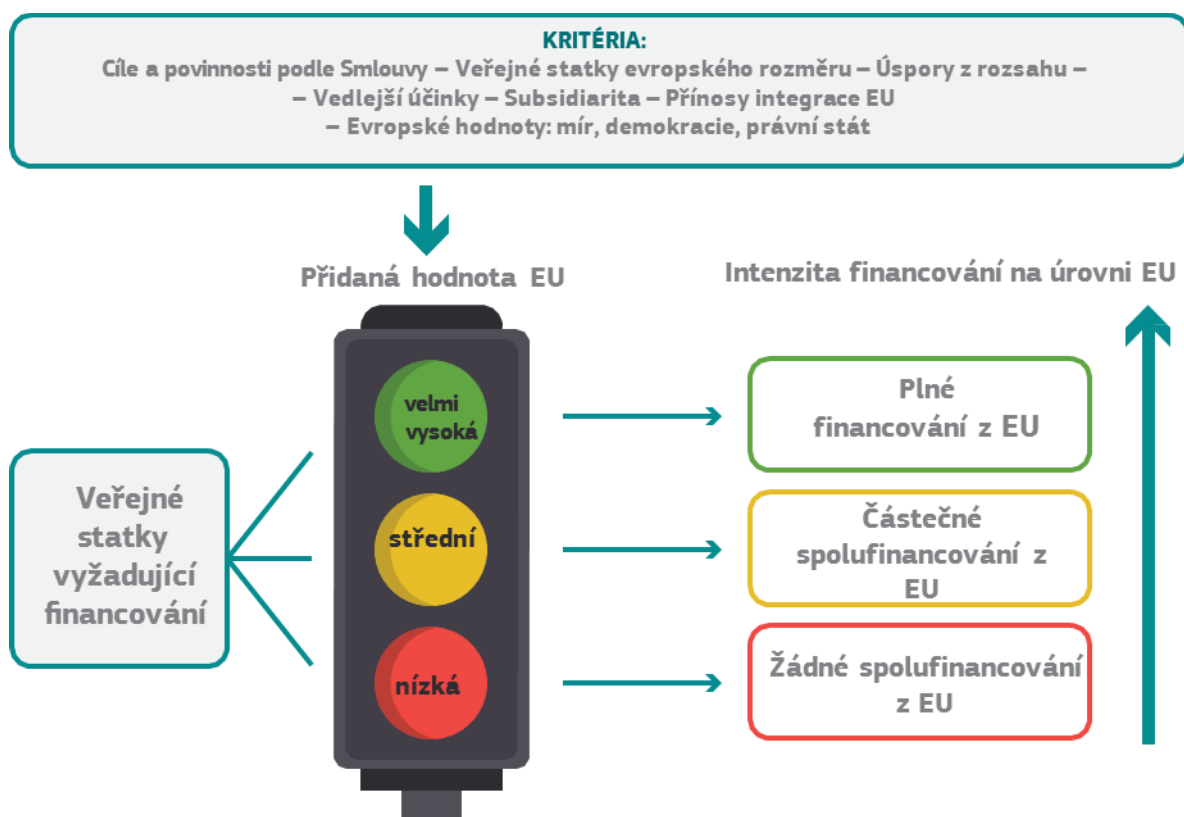 KRITÉRIA:
Cíle a povinnosti podle Smlouvy – Veřejné statky evropského rozměru – Úspory z rozsahu –
– Vedlejší účinky – Subsidiarita – Přínosy integrace EU
– Evropské hodnoty: mír, demokracie, právní stát
Přidaná hodnota EU
Intenzita financování na úrovni EU
Veřejné
statky
vyžadující
financování
velmi
vysoká
střední
nízká
Plné
financování z EU
Částečné
spolufinancování z
EU
Žádné spolufinancování
z EU